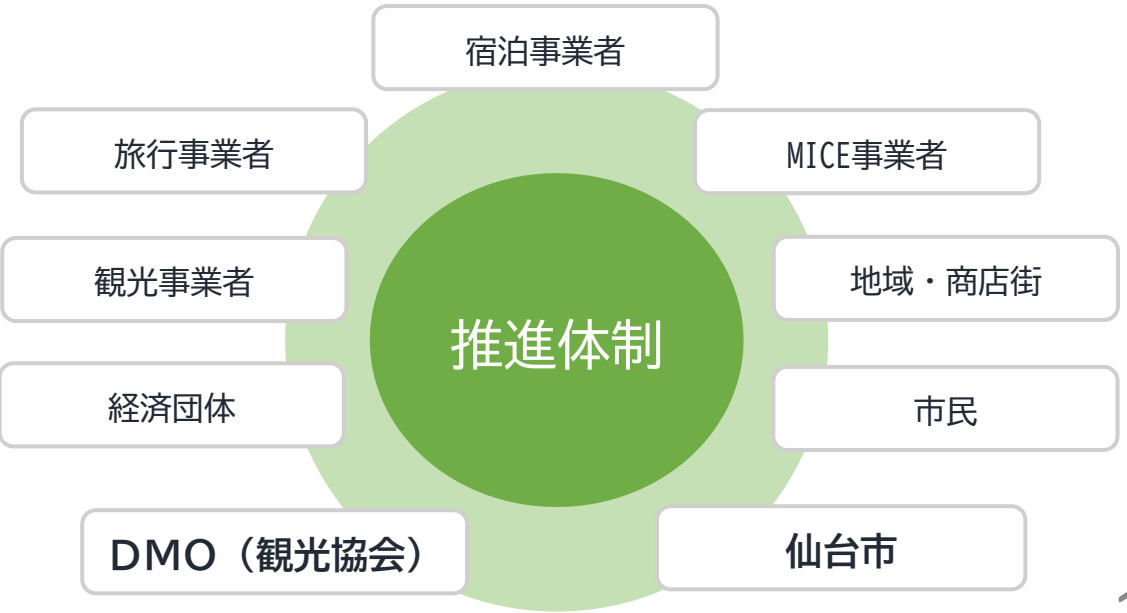 宿泊事業者
旅行事業者
MICE事業者
観光事業者
地域・商店街
推進体制
経済団体
市民
DMO（観光協会）
仙台市